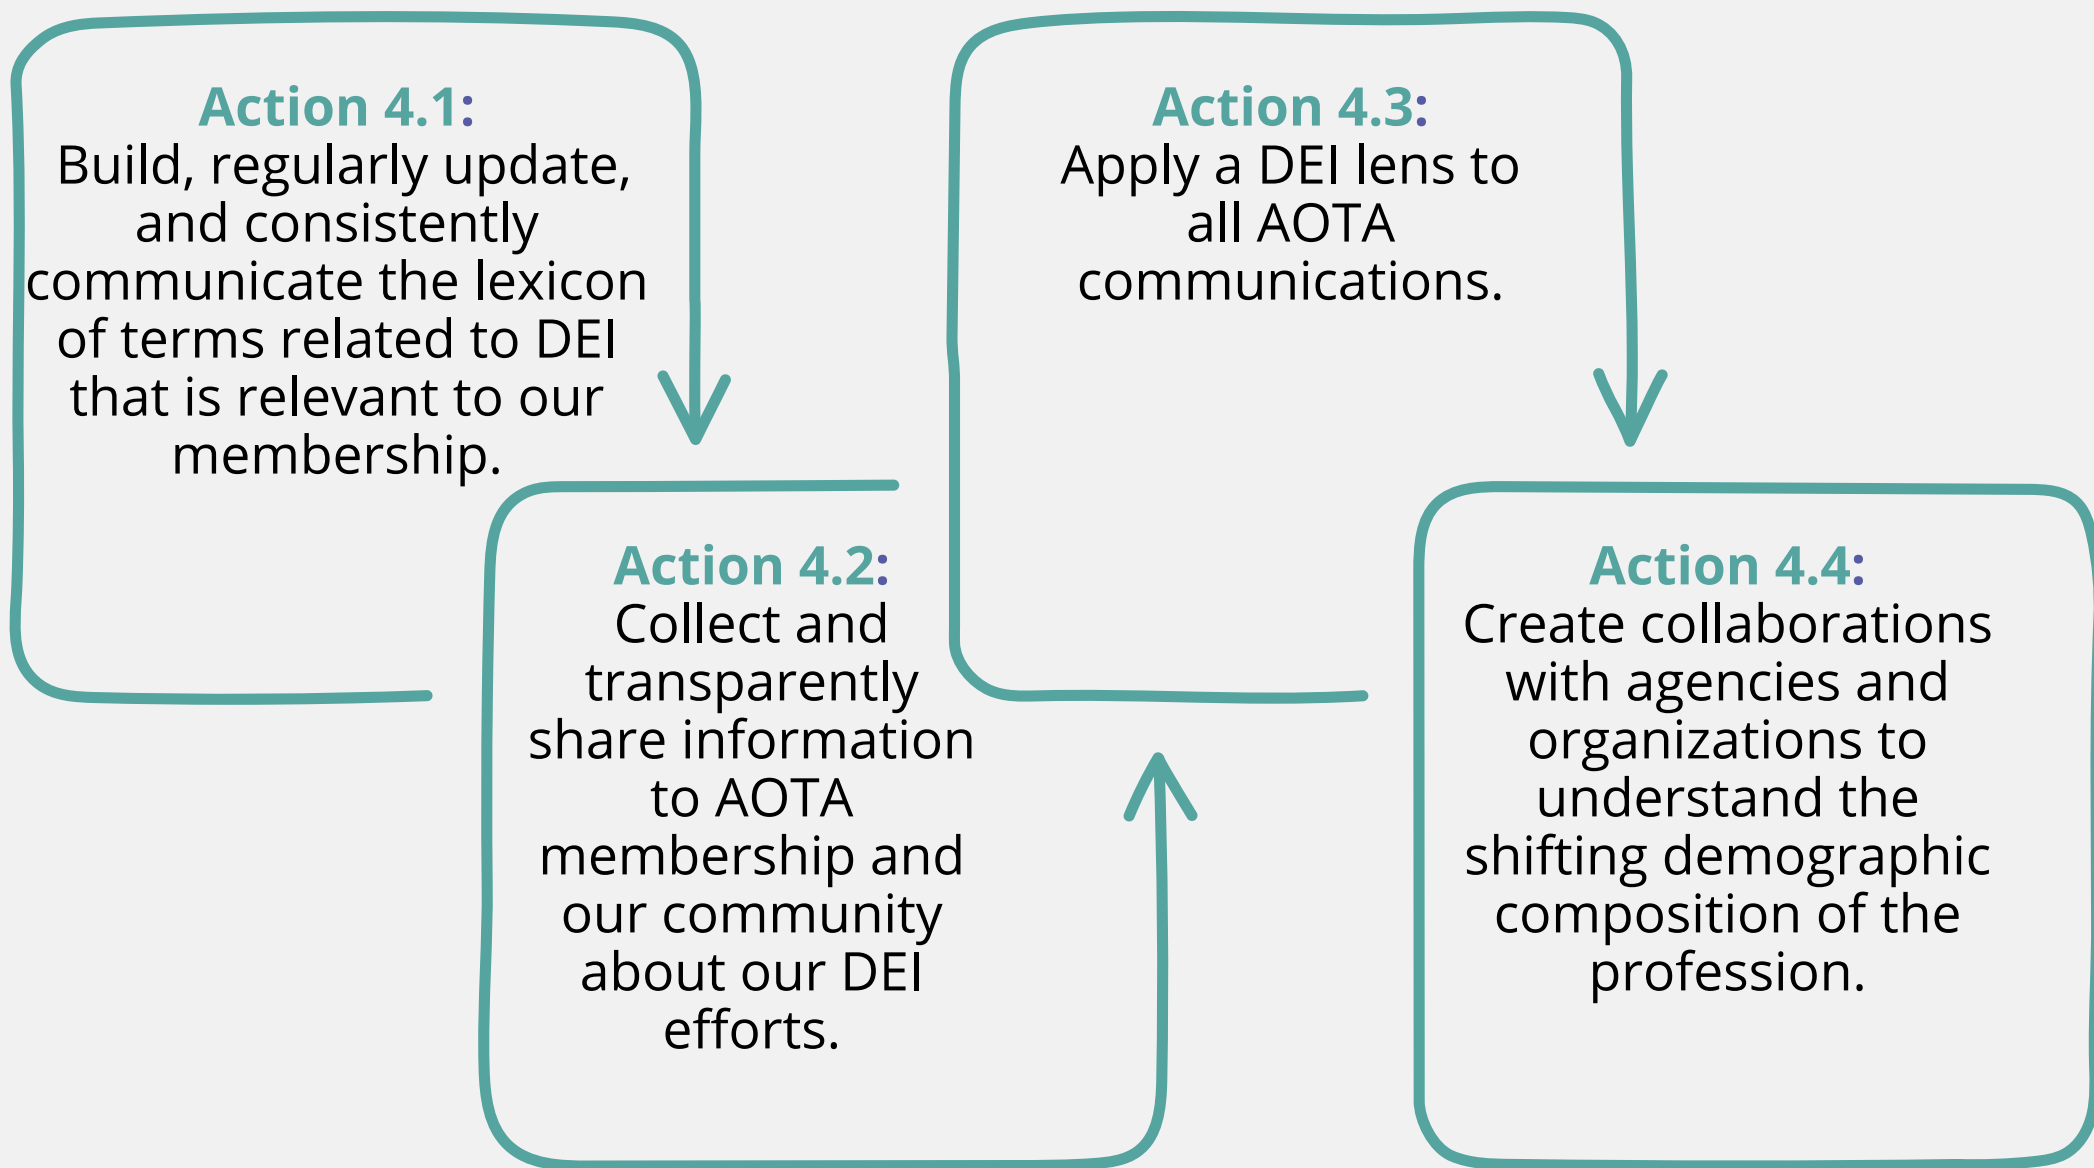 Action 4.1:
Build, regularly update,
and consistently
communicate the lexicon
of terms related to DEI
that is relevant to our
membership.
Action 4.2:
Collect and
transparently
share information
to AOTA
membership and
our community
about our DEI
efforts.
Action 4.3:
Apply a DEI lens to
all AOTA
communications.
Action 4.4:
Create collaborations
with agencies and
organizations to
understand the
shifting demographic
composition of the
profession.